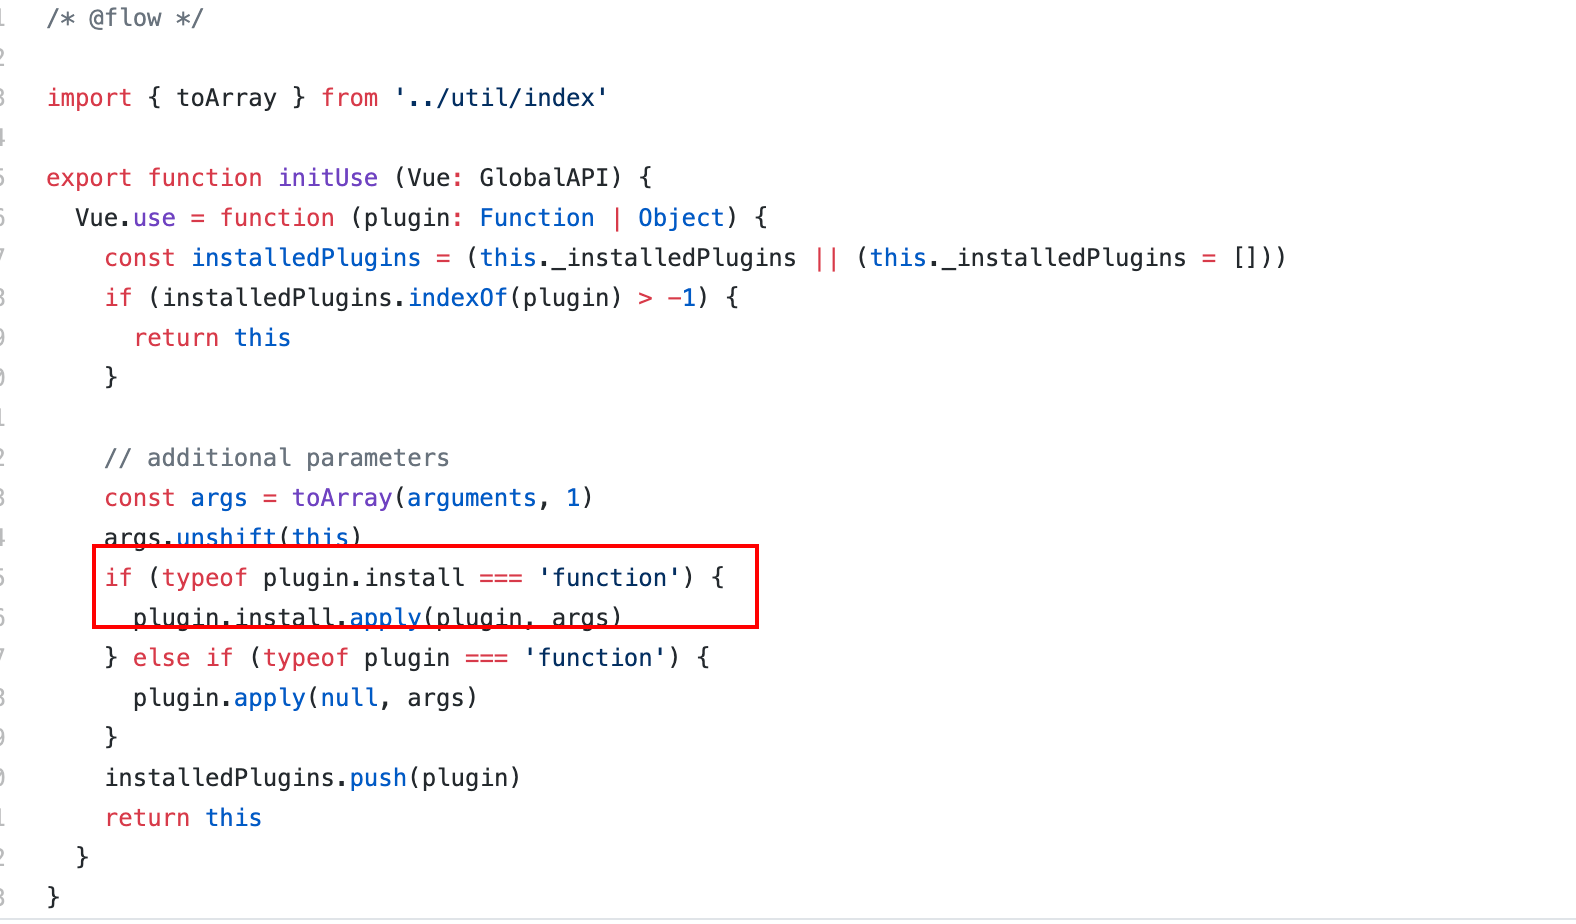 1 /* @flow */
2
3 import { toArray } from '../util/index'
4
5 export function initUse (Vue: GlobalAPI) {
6   Vue.use = function (plugin: Function | Object) {
7     const installedPlugins = (this._installedPlugins || (this._installedPlugins = []))
8     if (installedPlugins.indexOf(plugin) > -1) {
9       return this
0     }
1
2     // additional parameters
3     const args = toArray(arguments, 1)
4     args.unshift(this)
5     if (typeof plugin.install === 'function') {
6       plugin.install.apply(plugin, args)
7     } else if (typeof plugin === 'function') {
8       plugin.apply(null, args)
9     }
0     installedPlugins.push(plugin)
1     return this
2   }
3 }